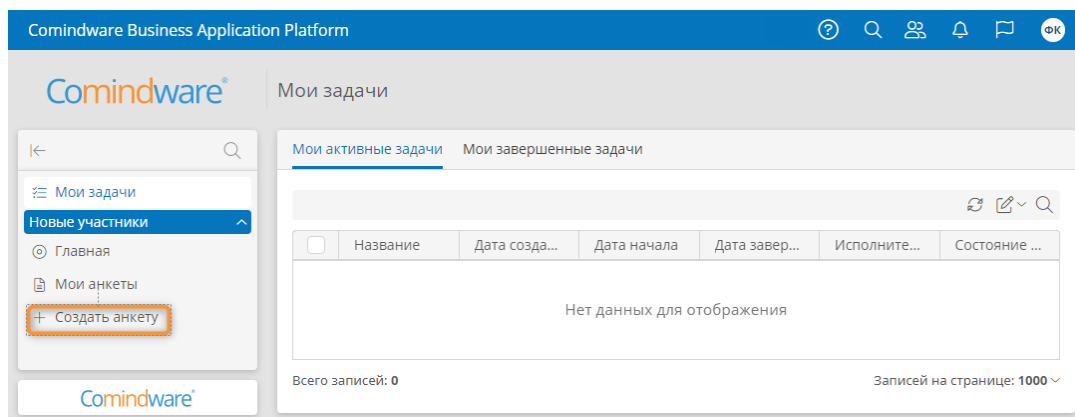 Comindware Business Application Platform
ФК
Comindware®
Мои задачи
Мои активные задачи Мои завершенные задачи
Мои задачи
Новые участники
Главная
Мои анкеты
Создать анкету
Название Дата созда... Дата начала Дата завер... Исполните... Состояние ...
Нет данных для отображения
Всего записей: 0 Записей на странице: 1000
Comindware®